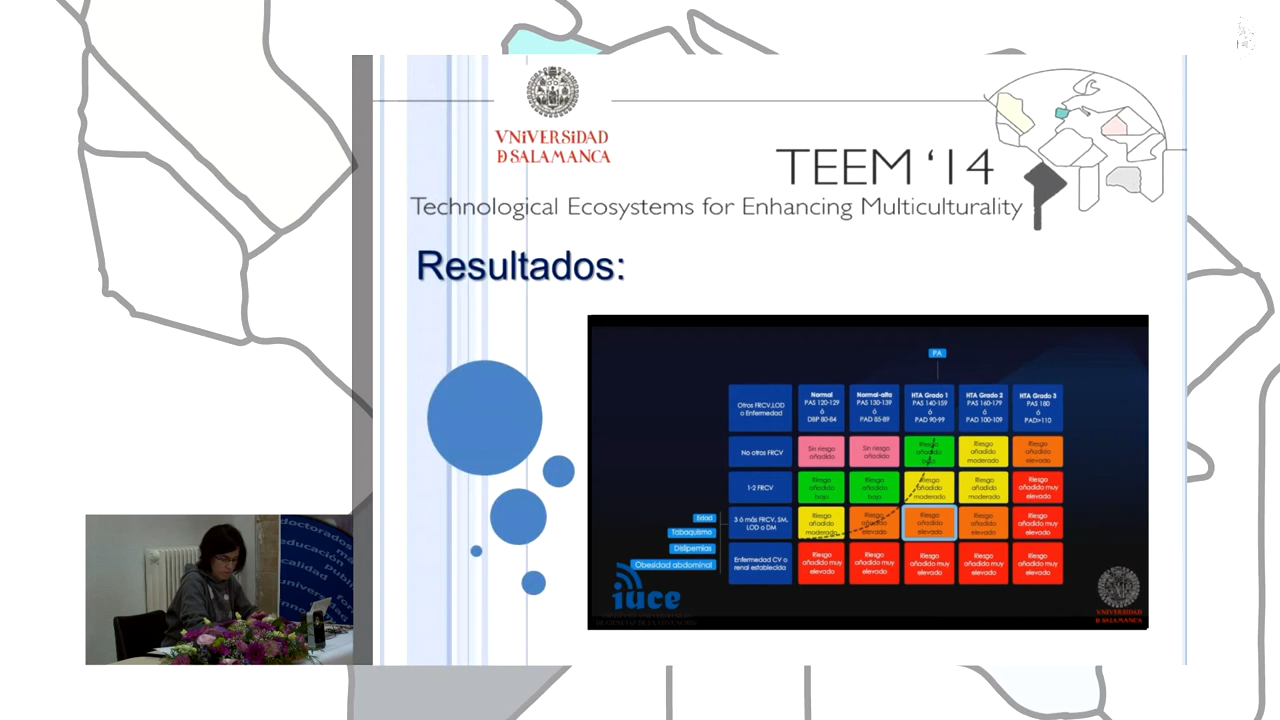 VNiVERSiDAD
D SALAMANCA
TEEM ‘14
Technological Ecosystems for Enhancing Multiculturality
Resultados:
PA
Otros FRCV,LOD
o Enfermedad
Normal
PAS 120-129
ó
DBP 80-84
Normal-alta
PAS 130-139
ó
PAD 85-89
HTA Grado 1
PAS 140-159
ó
PAD 90-99
HTA Grado 2
PAS 160-179
ó
PAD 100-109
HTA Grado 3
PAS 180
ó
PAD>110
No otros FRCV
Sin riesgo
añadido
Sin riesgo
añadido
Riesgo
añadido
bajo
Riesgo
añadido
moderado
Riesgo
añadido
elevado
1-2 FRCV
Riesgo
añadido
bajo
Riesgo
añadido
bajo
Riesgo
añadido
moderado
Riesgo
añadido
moderado
Riesgo
añadido muy
elevado
Edad
Tabaquismo
Dislipemias
Obesidad abdominal
3 ó más FRCV, SM,
LOD o DM
Riesgo
añadido
moderado
Riesgo
añadido
elevado
Riesgo
añadido
elevado
Riesgo
añadido
elevado
Riesgo
añadido muy
elevado
Enfermedad CV o
renal establecida
Riesgo
añadido muy
elevado
Riesgo
añadido muy
elevado
Riesgo
añadido muy
elevado
Riesgo
añadido muy
elevado
Riesgo
añadido muy
elevado
iuce
VNiVERSiDAD
D SALAMANCA
doctorados
educación
calidad